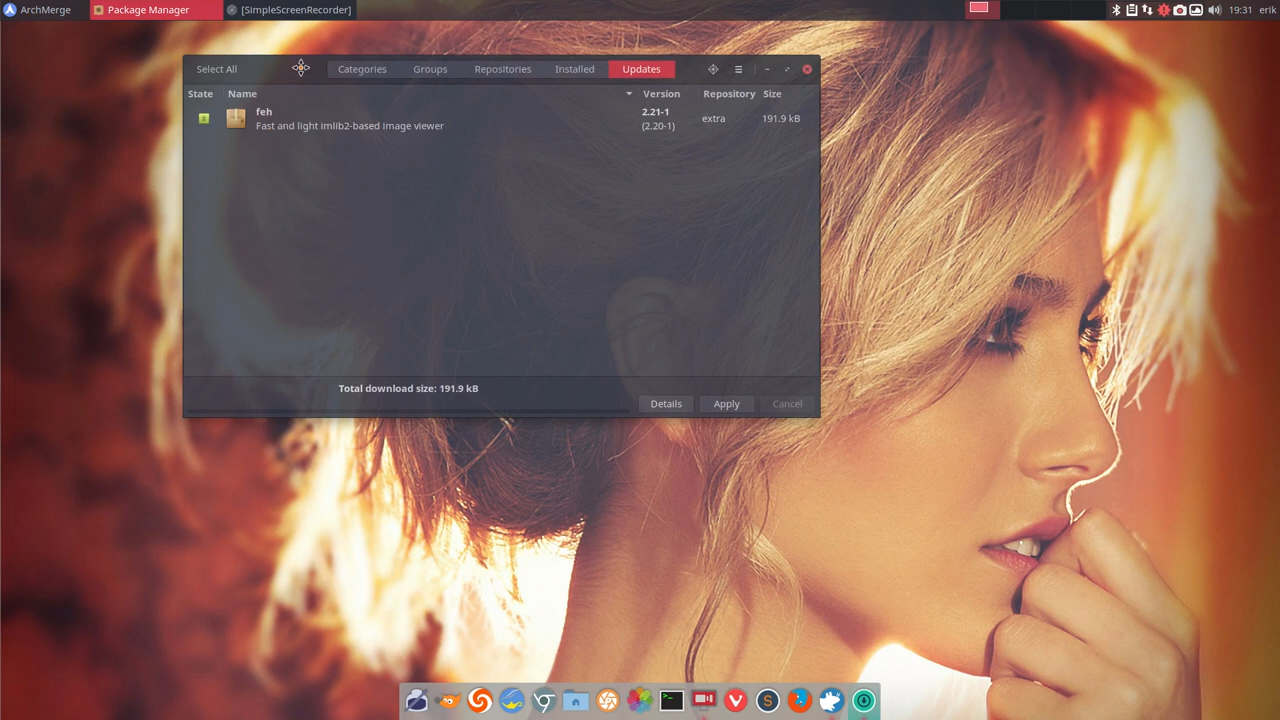 ArchMerge Package Manager [SimpleScreenRecorder] 19:31 erik
Select All Categories Groups Repositories Installed Updates
State Name Version Repository Size
feh 2.21-1
Fast and light imlib2-based image viewer (2.20-1) extra 191.9 kB
Total download size: 191.9 kB
Details Apply Cancel